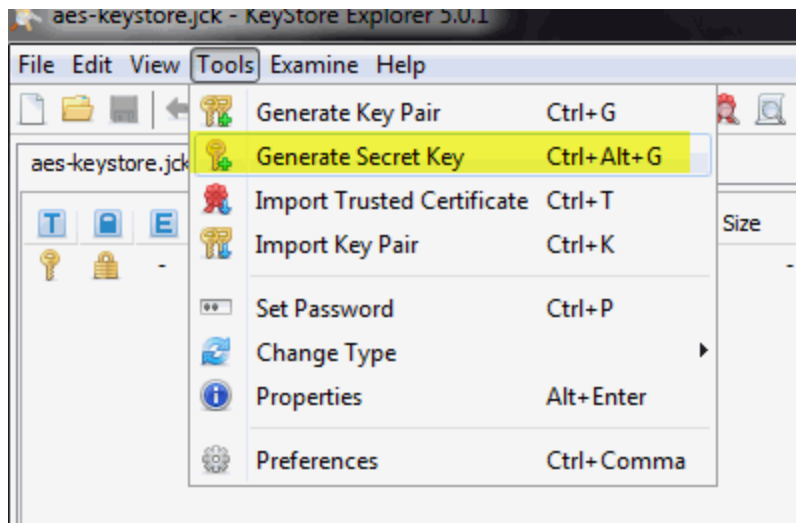 aes-keystore.jck - KeyStore Explorer 5.0.1
File Edit View Tools Examine Help
Generate Key Pair Ctrl+G
aes-keystore.jck
Generate Secret Key Ctrl+Alt+G
Import Trusted Certificate Ctrl+T
T E Size
Import Key Pair Ctrl+K
- -
Set Password Ctrl+P
Change Type
Properties Alt+Enter
Preferences Ctrl+Comma